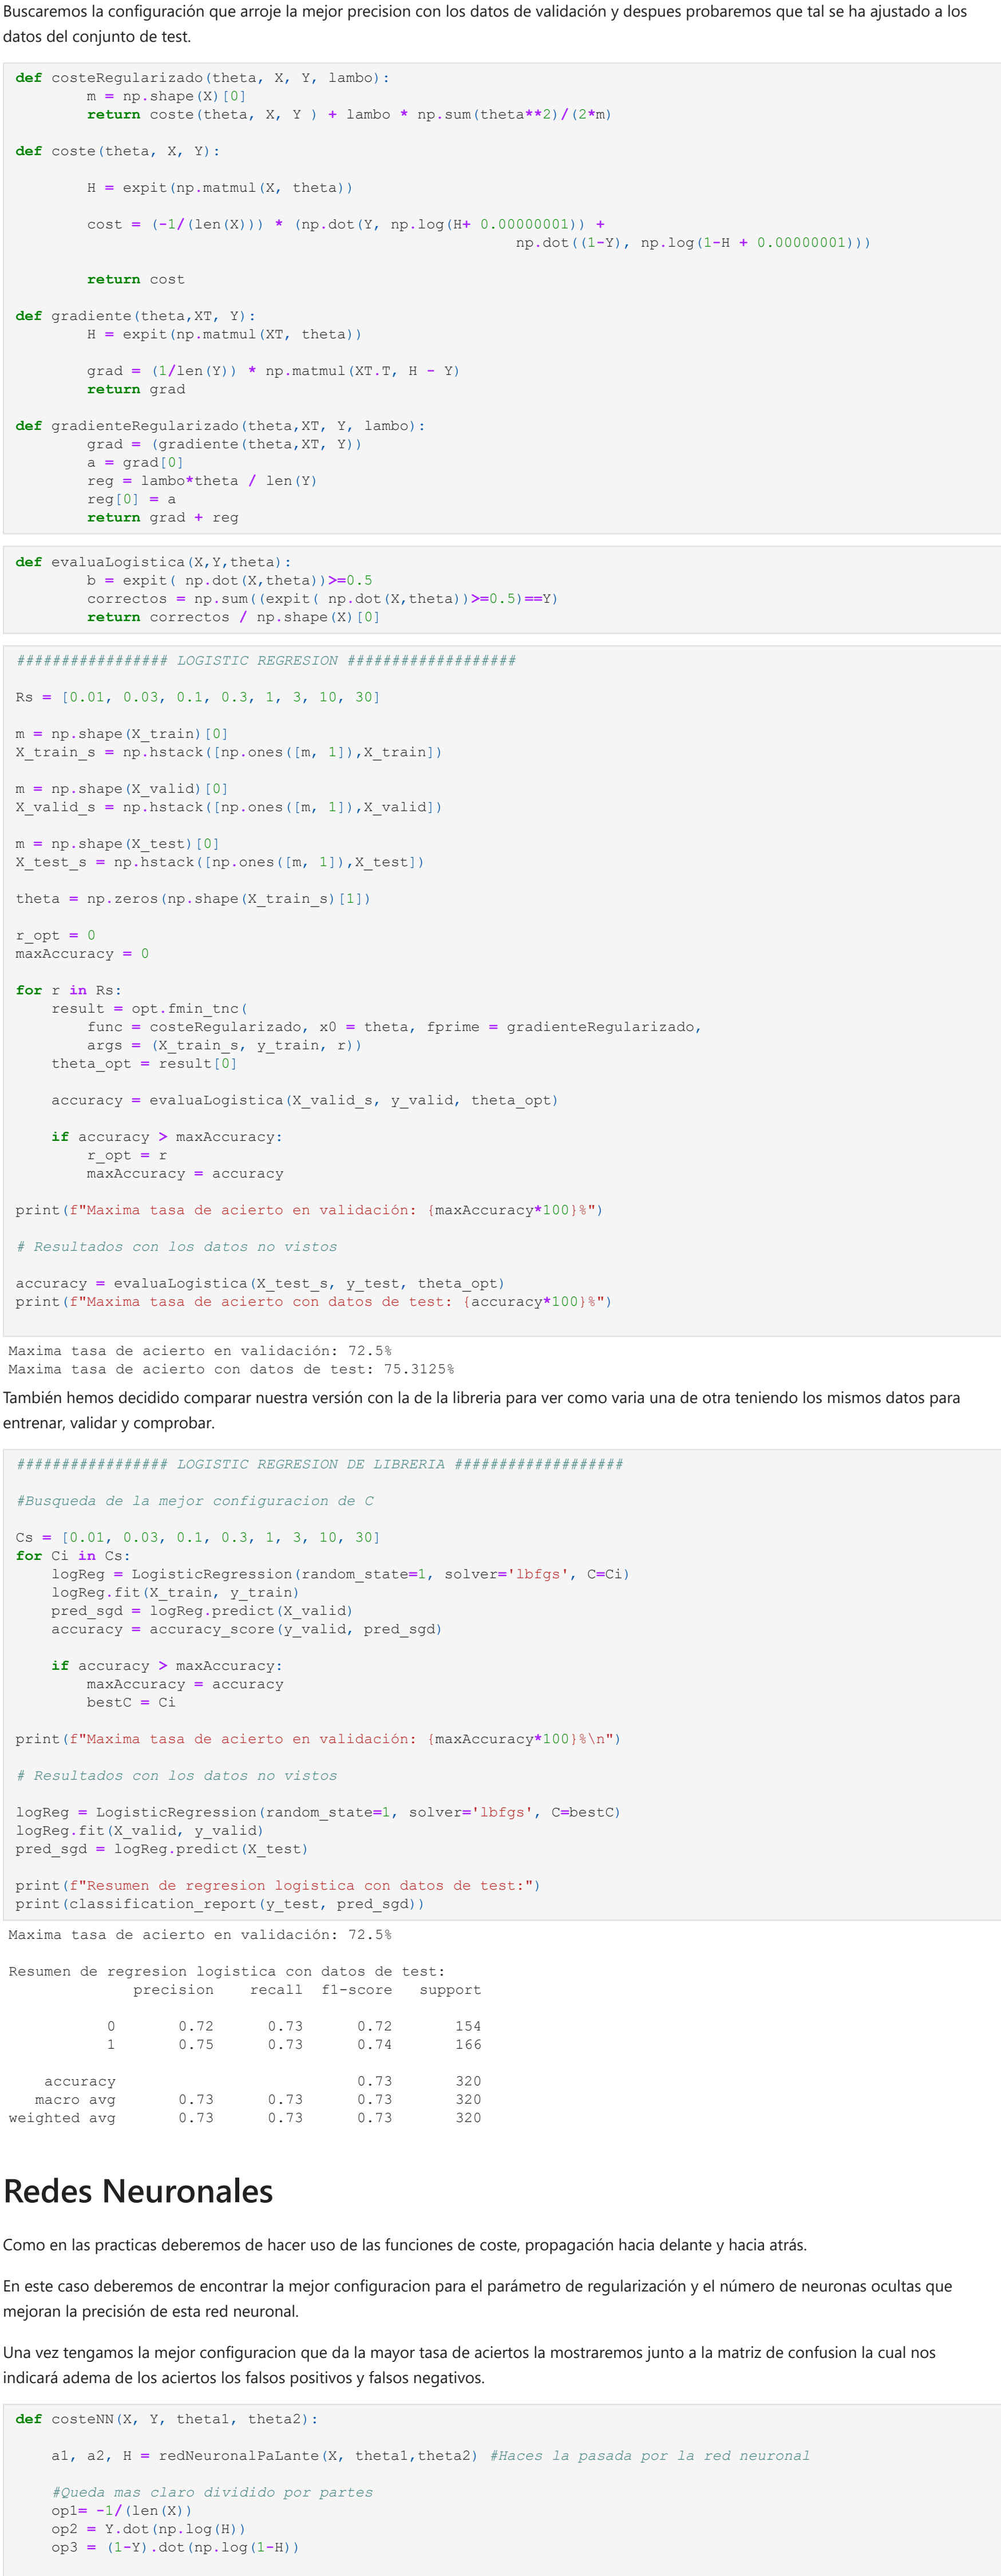 Buscaremos la configuración que arroje la mejor precision con los datos de validación y despues probaremos que tal se ha ajustado a los
datos del conjunto de test.
def costeRegularizado(theta, X, Y, lambo):
        m = np.shape(X)[0]
        return coste(theta, X, Y ) + lambo * np.sum(theta**2)/(2*m)
def coste(theta, X, Y):
        H = expit(np.matmul(X, theta))
        cost = (-1/(len(X))) * (np.dot(Y, np.log(H+ 0.00000001)) +
                                                        np.dot((1-Y), np.log(1-H + 0.00000001)))
        return cost
def gradiente(theta,XT, Y):
        H = expit(np.matmul(XT, theta))
        grad = (1/len(Y)) * np.matmul(XT.T, H - Y)
        return grad
def gradienteRegularizado(theta,XT, Y, lambo):
        grad = (gradiente(theta,XT, Y))
        a = grad[0]
        reg = lambo*theta / len(Y)
        reg[0] = a
        return grad + reg
def evaluaLogistica(X,Y,theta):
        b = expit( np.dot(X,theta))>=0.5
        correctos = np.sum((expit( np.dot(X,theta))>=0.5)==Y)
        return correctos / np.shape(X)[0]
################# LOGISTIC REGRESION ###################
Rs = [0.01, 0.03, 0.1, 0.3, 1, 3, 10, 30]
m = np.shape(X_train)[0]
X_train_s = np.hstack([np.ones([m, 1]),X_train])
m = np.shape(X_valid)[0]
X_valid_s = np.hstack([np.ones([m, 1]),X_valid])
m = np.shape(X_test)[0]
X_test_s = np.hstack([np.ones([m, 1]),X_test])
theta = np.zeros(np.shape(X_train_s)[1])
r_opt = 0
maxAccuracy = 0
for r in Rs:
    result = opt.fmin_tnc(
        func = costeRegularizado, x0 = theta, fprime = gradienteRegularizado,
        args = (X_train_s, y_train, r))
    theta_opt = result[0]
    accuracy = evaluaLogistica(X_valid_s, y_valid, theta_opt)
    if accuracy > maxAccuracy:
        r_opt = r
        maxAccuracy = accuracy
print(f"Maxima tasa de acierto en validación: {maxAccuracy*100}%")
# Resultados con los datos no vistos
accuracy = evaluaLogistica(X_test_s, y_test, theta_opt)
print(f"Maxima tasa de acierto con datos de test: {accuracy*100}%")
Maxima tasa de acierto en validación: 72.5%
Maxima tasa de acierto con datos de test: 75.3125%
También hemos decidido comparar nuestra versión con la de la libreria para ver como varia una de otra teniendo los mismos datos para
entrenar, validar y comprobar.
################# LOGISTIC REGRESION DE LIBRERIA ###################
#Busqueda de la mejor configuracion de C
Cs = [0.01, 0.03, 0.1, 0.3, 1, 3, 10, 30]
for Ci in Cs:
    logReg = LogisticRegression(random_state=1, solver='lbfgs', C=Ci)
    logReg.fit(X_train, y_train)
    pred_sgd = logReg.predict(X_valid)
    accuracy = accuracy_score(y_valid, pred_sgd)
    if accuracy > maxAccuracy:
        maxAccuracy = accuracy
        bestC = Ci
print(f"Maxima tasa de acierto en validación: {maxAccuracy*100}%\n")
# Resultados con los datos no vistos
logReg = LogisticRegression(random_state=1, solver='lbfgs', C=bestC)
logReg.fit(X_valid, y_valid)
pred_sgd = logReg.predict(X_test)
print(f"Resumen de regresion logistica con datos de test:")
print(classification_report(y_test, pred_sgd))
Maxima tasa de acierto en validación: 72.5%
Resumen de regresion logistica con datos de test:
              precision    recall  f1-score   support
           0       0.72      0.73      0.72       154
           1       0.75      0.73      0.74       166
    accuracy                           0.73       320
   macro avg       0.73      0.73      0.73       320
weighted avg       0.73      0.73      0.73       320
Redes Neuronales
Como en las practicas deberemos de hacer uso de las funciones de coste, propagación hacia delante y hacia atrás.
En este caso deberemos de encontrar la mejor configuracion para el parámetro de regularización y el número de neuronas ocultas que
mejoran la precisión de esta red neuronal.
Una vez tengamos la mejor configuracion que da la mayor tasa de aciertos la mostraremos junto a la matriz de confusion la cual nos
indicará adema de los aciertos los falsos positivos y falsos negativos.
def costeNN(X, Y, theta1, theta2):
    a1, a2, H = redNeuronalPaLante(X, theta1,theta2) #Haces la pasada por la red neuronal
    #Queda mas claro dividido por partes
    op1= -1/(len(X))
    op2 = Y.dot(np.log(H))
    op3 = (1-Y).dot(np.log(1-H))